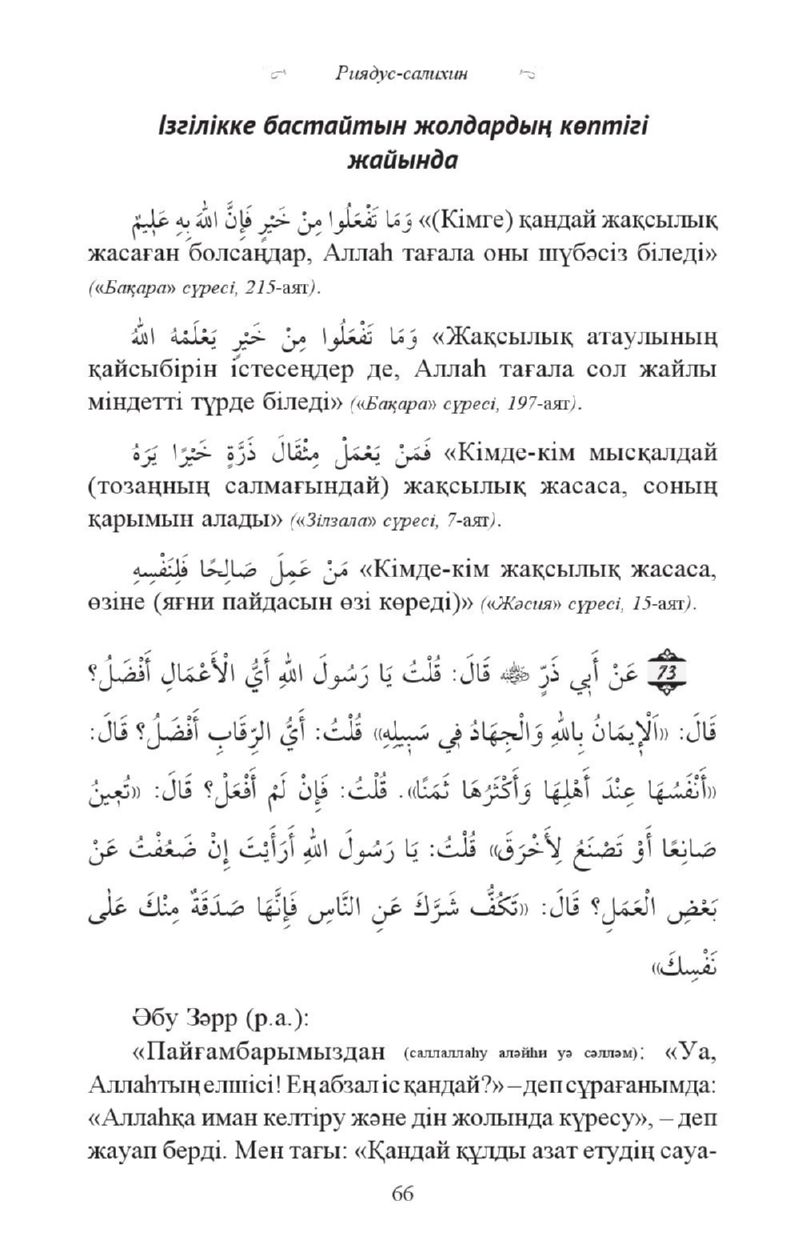 Риядус-салихин
Ізгілікке бастайтын жолдардың көптігі
жайында
وَمَا تَفْعَلُوا مِنْ خَيْرٍ فَإِنَّ اللهَ بِهِ عَلِيمٌ «(Кімге) қандай жақсылық
жасаған болсаңдар, Аллаһ тағала оны шүбәсіз біледі»
(«Бақара» сүресі, 215-аят).
وَمَا تَفْعَلُوا مِنْ خَيْرٍ يَعْلَمْهُ اللهُ «Жақсылық атаулының
қайсыбірін істесеңдер де, Аллаһ тағала сол жайлы
міндетті түрде біледі» («Бақара» сүресі, 197-аят).
فَمَنْ يَعْمَلْ مِثْقَالَ ذَرَّةٍ خَيْرًا يَرَهُ «Кімде-кім мысқалдай
(тозаңның салмағындай) жақсылық жасаса, соның
қарымын алады» («Зілзала» сүресі, 7-аят).
مَنْ عَمِلَ صَالِحًا فَلِنَفْسِهِ «Кімде-кім жақсылық жасаса,
өзіне (яғни пайдасын өзі көреді)» («Жәсия» сүресі, 15-аят).
73 عَنْ أَبِي ذَرٍّ ﷺ قَالَ: قُلْتُ يَا رَسُولَ اللهِ أَيُّ الْأَعْمَالِ أَفْضَلُ؟
قَالَ: «اَلْإِيمَانُ بِاللهِ وَالْجِهَادُ فِي سَبِيلِهِ» قُلْتُ: أَيُّ الرِّقَابِ أَفْضَلُ؟ قَالَ:
«أَنْفَسُهَا عِنْدَ أَهْلِهَا وَأَكْثَرُهَا ثَمَنًا». قُلْتُ: فَإِنْ لَمْ أَفْعَلْ؟ قَالَ: «تُعِينُ
صَانِعًا أَوْ تَصْنَعُ لِأَخْرَقَ» قُلْتُ: يَا رَسُولَ اللهِ أَرَأَيْتَ إِنْ ضَعُفْتُ عَنْ
بَعْضِ الْعَمَلِ؟ قَالَ: «تَكُفُّ شَرَّكَ عَنِ النَّاسِ فَإِنَّهَا صَدَقَةٌ مِنْكَ عَلٰى
نَفْسِكَ»
Әбу Зәрр (р.а.):
«Пайғамбарымыздан (саллаллаһу аләйһи уә сәлләм): «Уа,
Аллаһтың елшісі! Ең абзал іс қандай?» – деп сұрағанымда:
«Аллаһқа иман келтіру және дін жолында күресу», – деп
жауап берді. Мен тағы: «Қандай құлды азат етудің сауа-
66